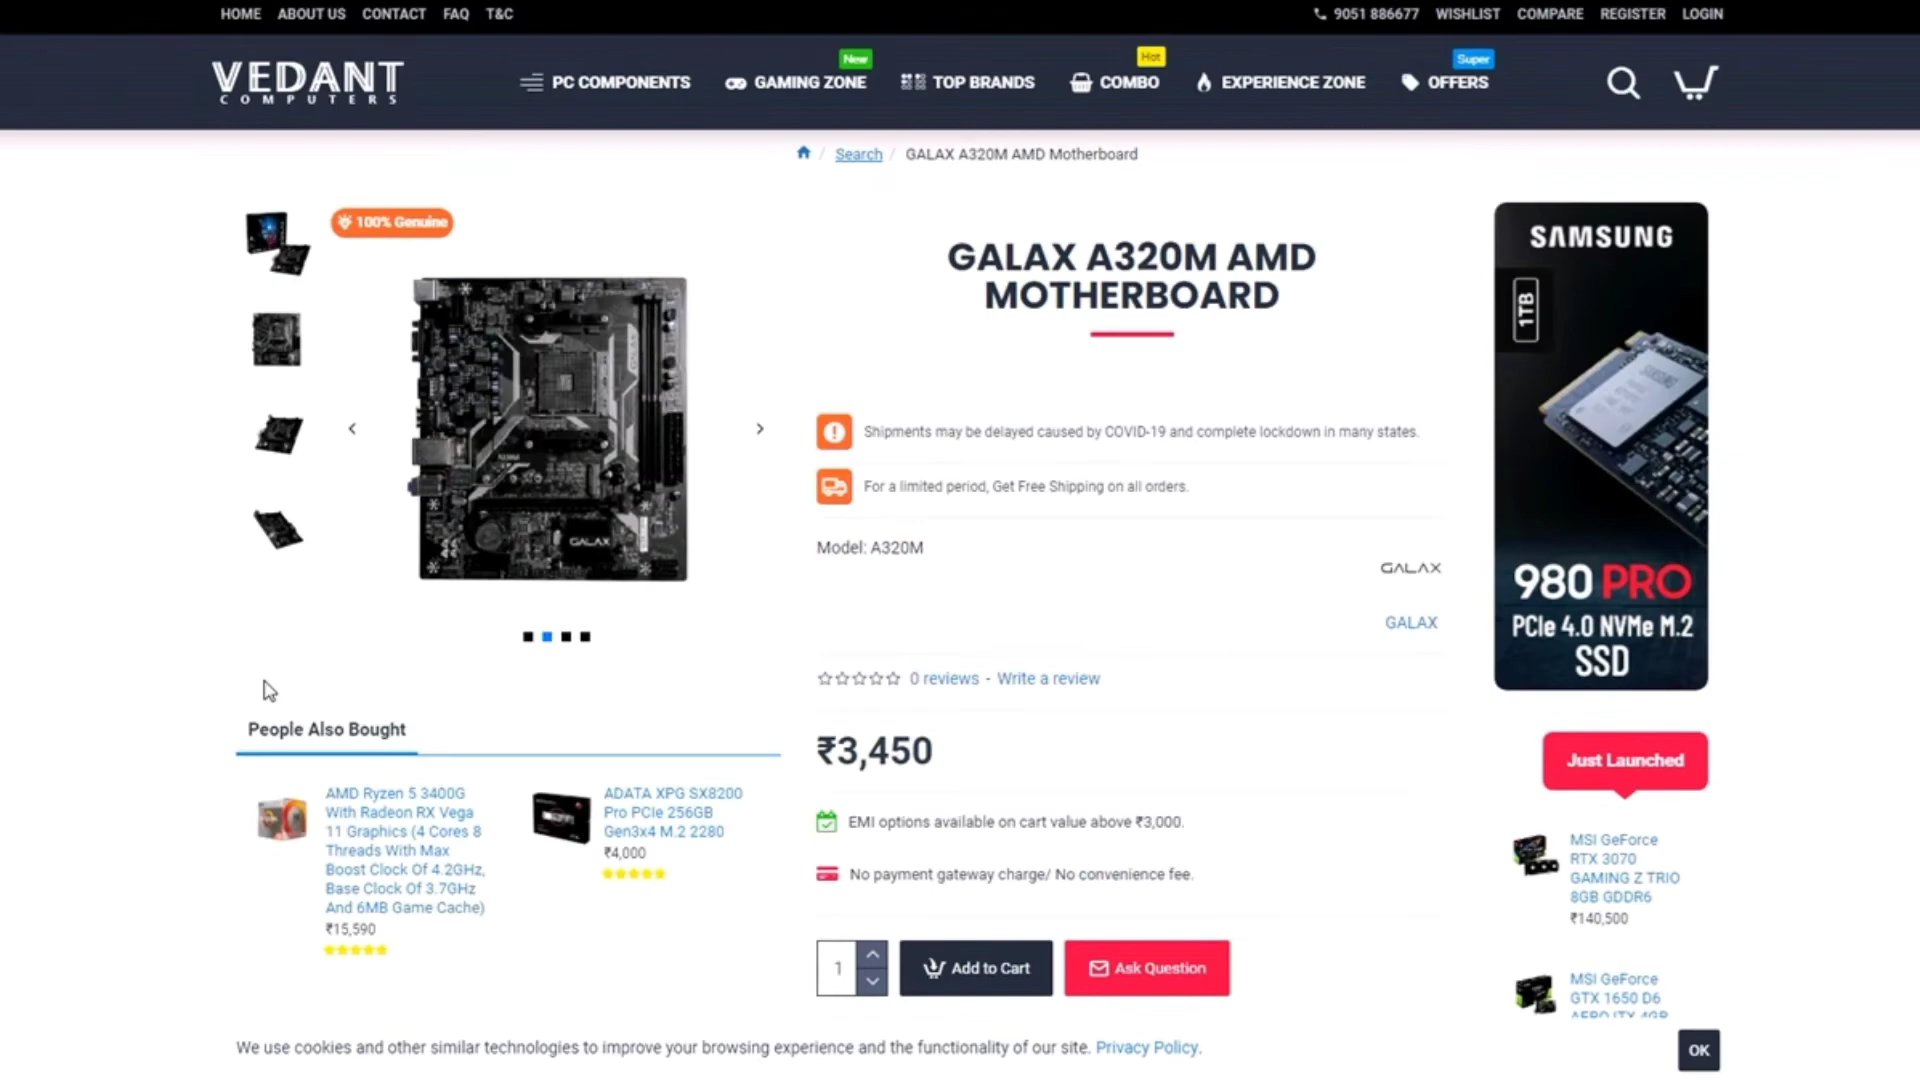 HOME ABOUT US CONTACT FAQ T&C
9051 886677 WISHLIST COMPARE REGISTER LOGIN
VEDANT
COMPUTERS
PC COMPONENTS
New
GAMING ZONE
TOP BRANDS
Hot
COMBO
EXPERIENCE ZONE
Super
OFFERS
/ Search / GALAX A320M AMD Motherboard
100% Genuine
GALAX
GALAX A320M AMD
MOTHERBOARD
Shipments may be delayed caused by COVID-19 and complete lockdown in many states.
For a limited period, Get Free Shipping on all orders.
Model: A320M
GALAX
GALAX
0 reviews - Write a review
₹3,450
EMI options available on cart value above ₹3,000.
No payment gateway charge/ No convenience fee.
1
Add to Cart
Ask Question
People Also Bought
AMD Ryzen 5 3400G
With Radeon RX Vega
11 Graphics (4 Cores 8
Threads With Max
Boost Clock Of 4.2GHz,
Base Clock Of 3.7GHz
And 6MB Game Cache)
₹15,590
ADATA XPG SX8200
Pro PCIe 256GB
Gen3x4 M.2 2280
₹4,000
SAMSUNG
1TB
SAMSUNG
980 PRO
PCIe 4.0 NVMe M.2
SSD
Just Launched
MSI GeForce
RTX 3070
GAMING Z TRIO
8GB GDDR6
₹140,500
MSI GeForce
GTX 1650 D6
AERO ITX 4GB
We use cookies and other similar technologies to improve your browsing experience and the functionality of our site. Privacy Policy.
OK